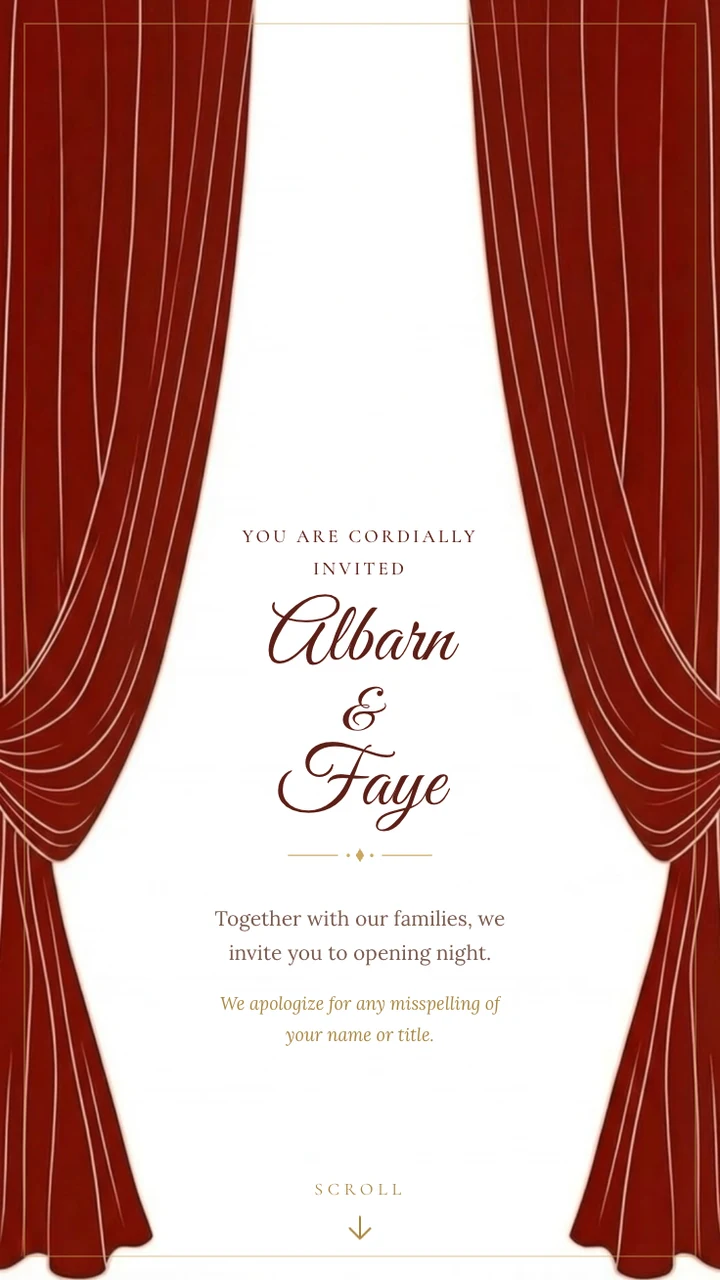 YOU ARE CORDIALLY
INVITED
Albarn
&
Faye
Together with our families, we
invite you to opening night.
We apologize for any misspelling of
your name or title.
SCROLL